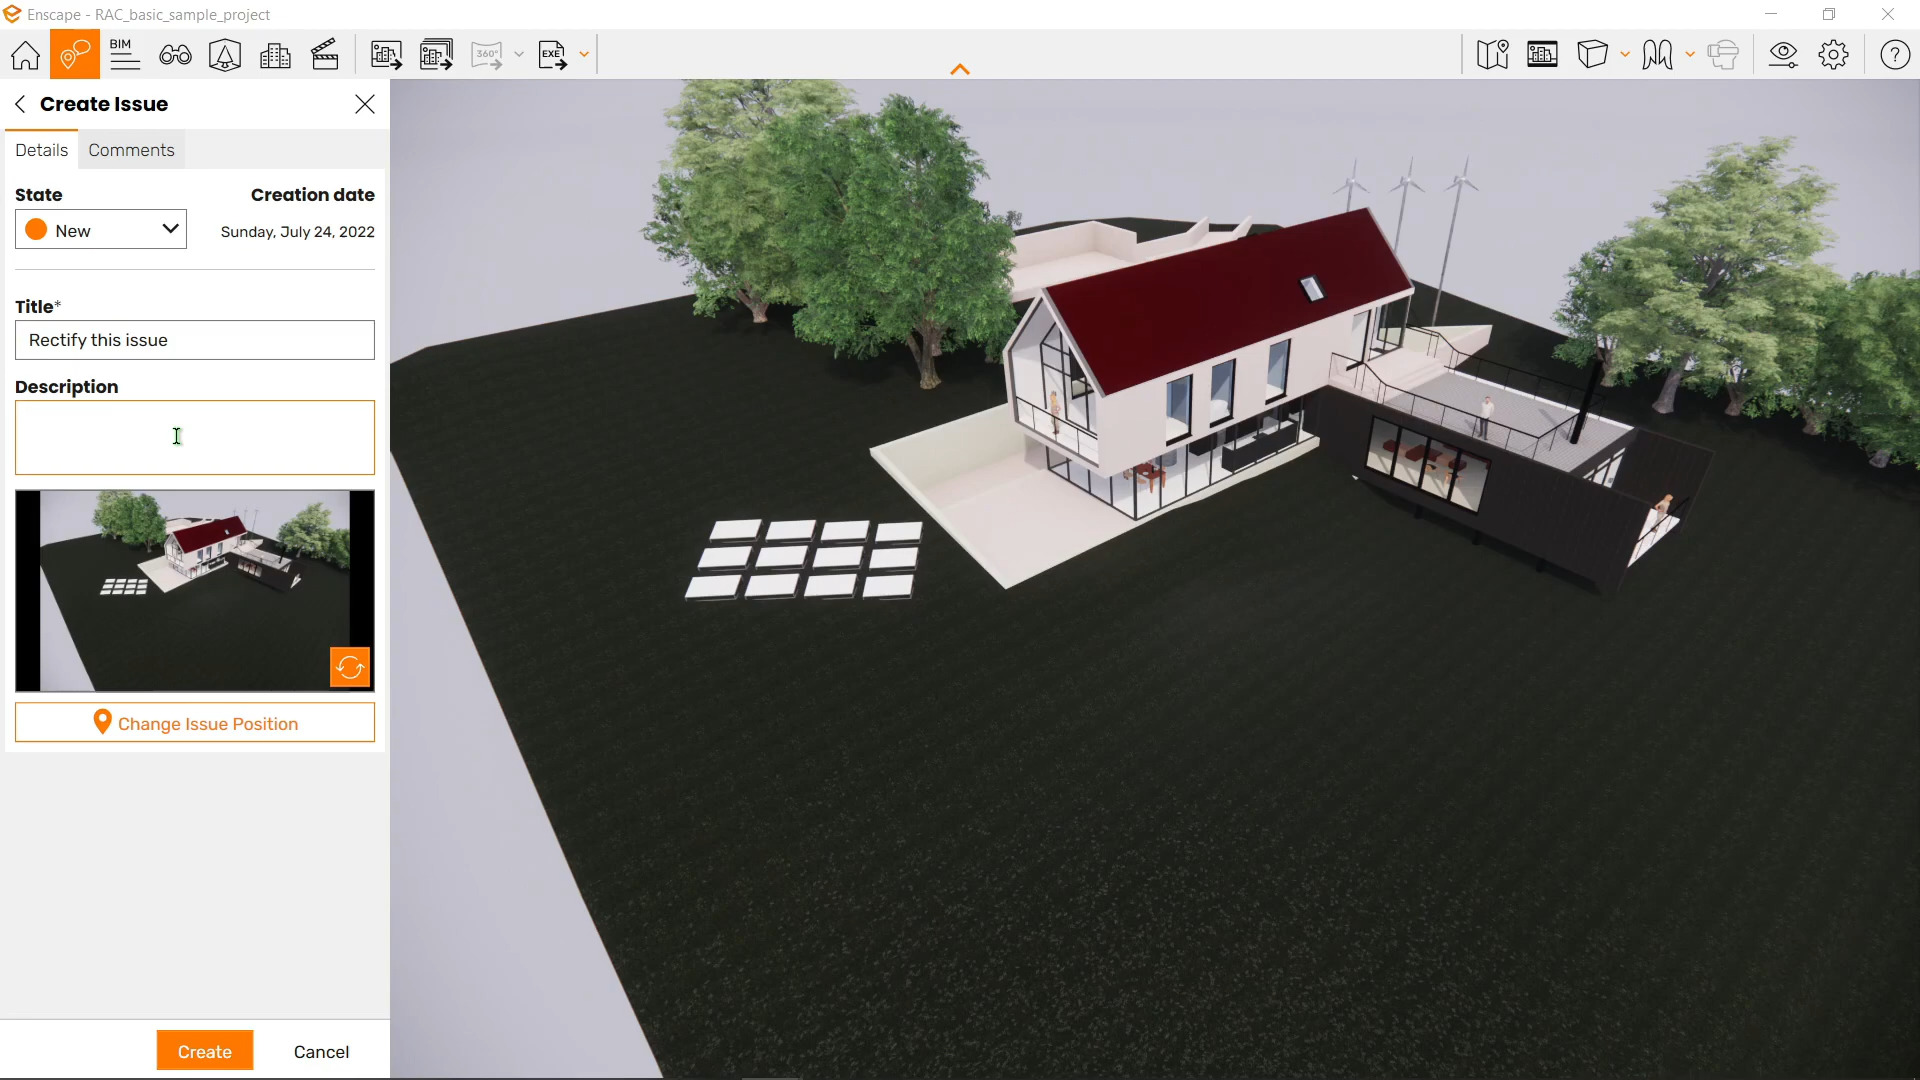 Enscape - RAC_basic_sample_project
BIM
360°
EXE
Create Issue
Details
Comments
State
Creation date
New
Sunday, July 24, 2022
Title*
Rectify this issue
Description
Change Issue Position
Create
Cancel